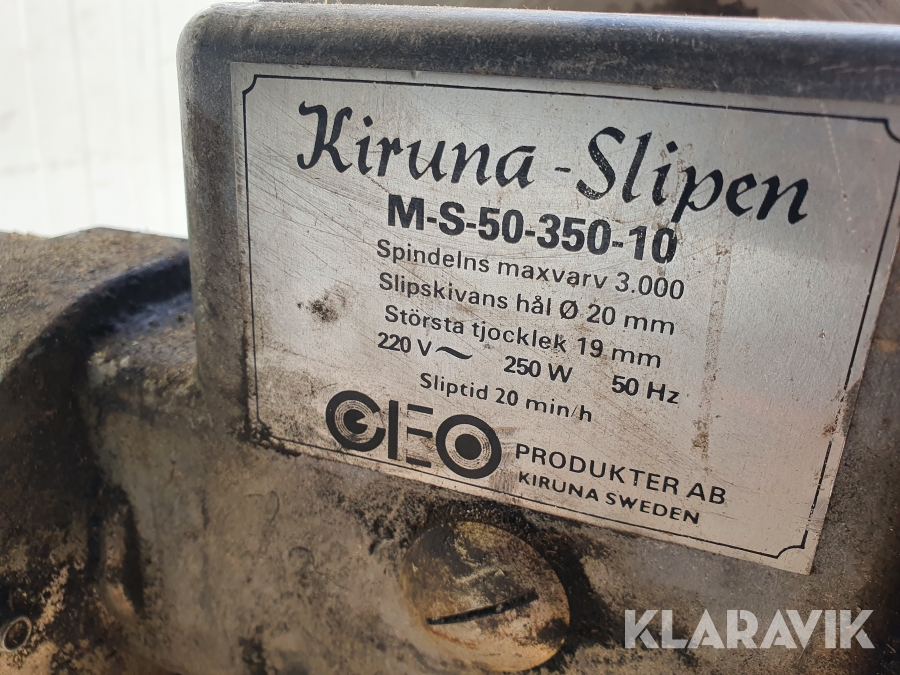 Kiruna-Slipen
M-S-50-350-10
Spindelns maxvarv 3.000
Slipskivans hål Ø 20 mm
Största tjocklek 19 mm
220 V ~ 250 W 50 Hz
Sliptid 20 min/h
GEO PRODUKTER AB
KIRUNA SWEDEN
KLARAVIK